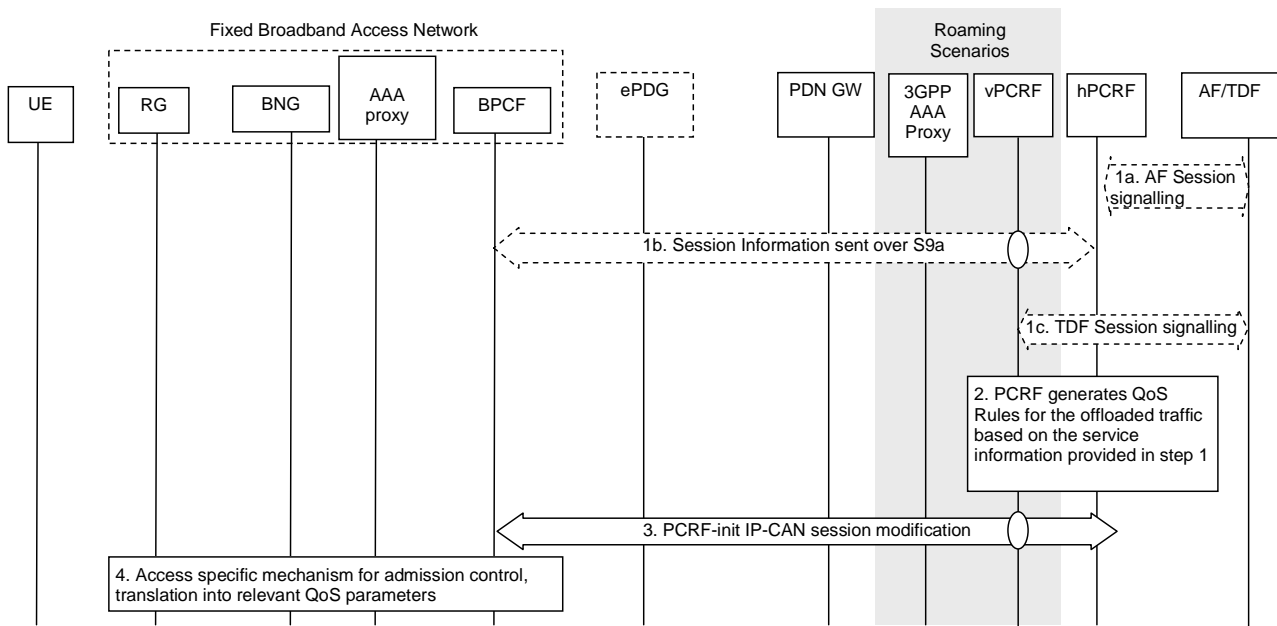 Fixed Broadband Access Network
Roaming
Scenarios
UE
RG
BNG
AAA
proxy
BPCF
ePDG
PDN GW
3GPP
AAA
Proxy
vPCRF
hPCRF
AF/TDF
1a. AF Session
signalling
1b. Session Information sent over S9a
1c. TDF Session signalling
2. PCRF generates QoS
Rules for the offloaded traffic
based on the service
information provided in step 1
3. PCRF-init IP-CAN session modification
4. Access specific mechanism for admission control,
translation into relevant QoS parameters